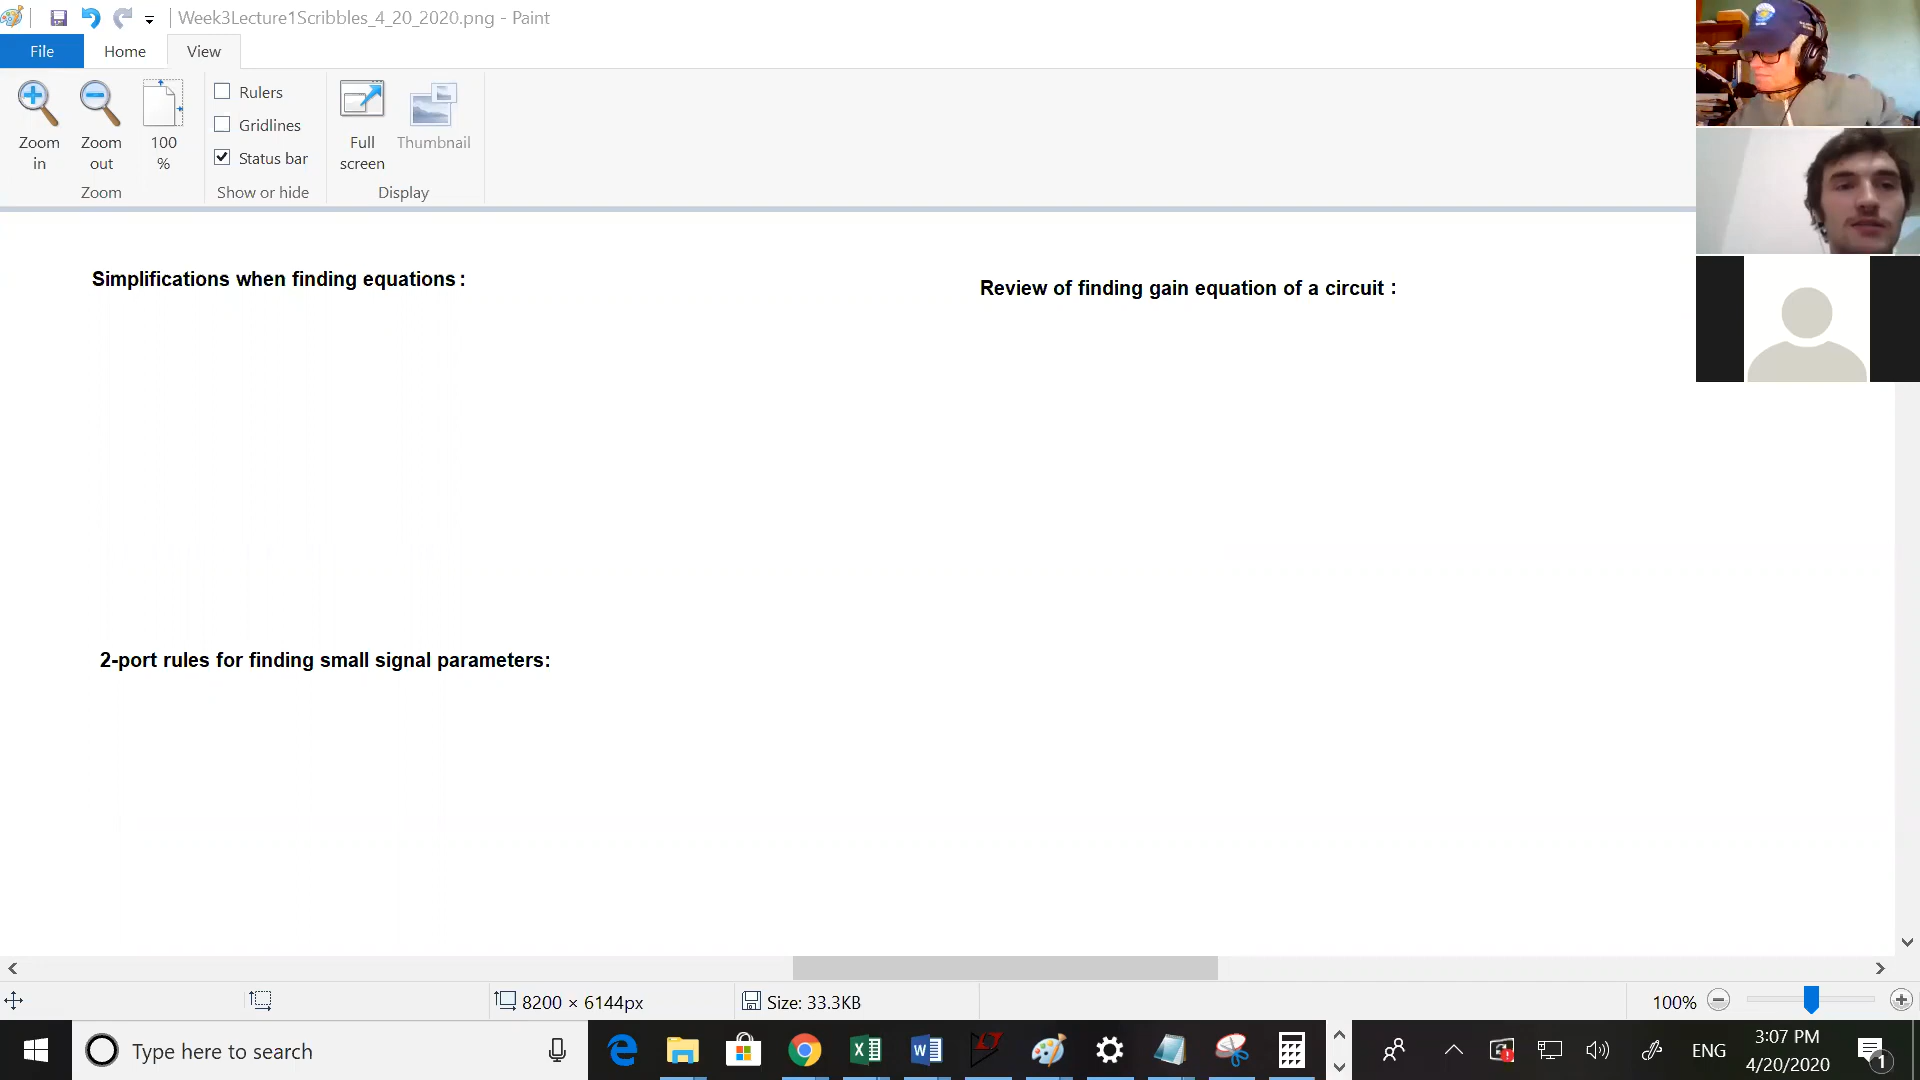 Week3Lecture1Scribbles_4_20_2020.png - Paint
File Home View
Zoom in
Zoom out
100 %
Rulers
Gridlines
Status bar
Full screen
Thumbnail
Zoom
Show or hide
Display
Simplifications when finding equations:
Review of finding gain equation of a circuit :
2-port rules for finding small signal parameters:
8200 × 6144px
Size: 33.3KB
100%
Type here to search
ENG
3:07 PM
4/20/2020
1